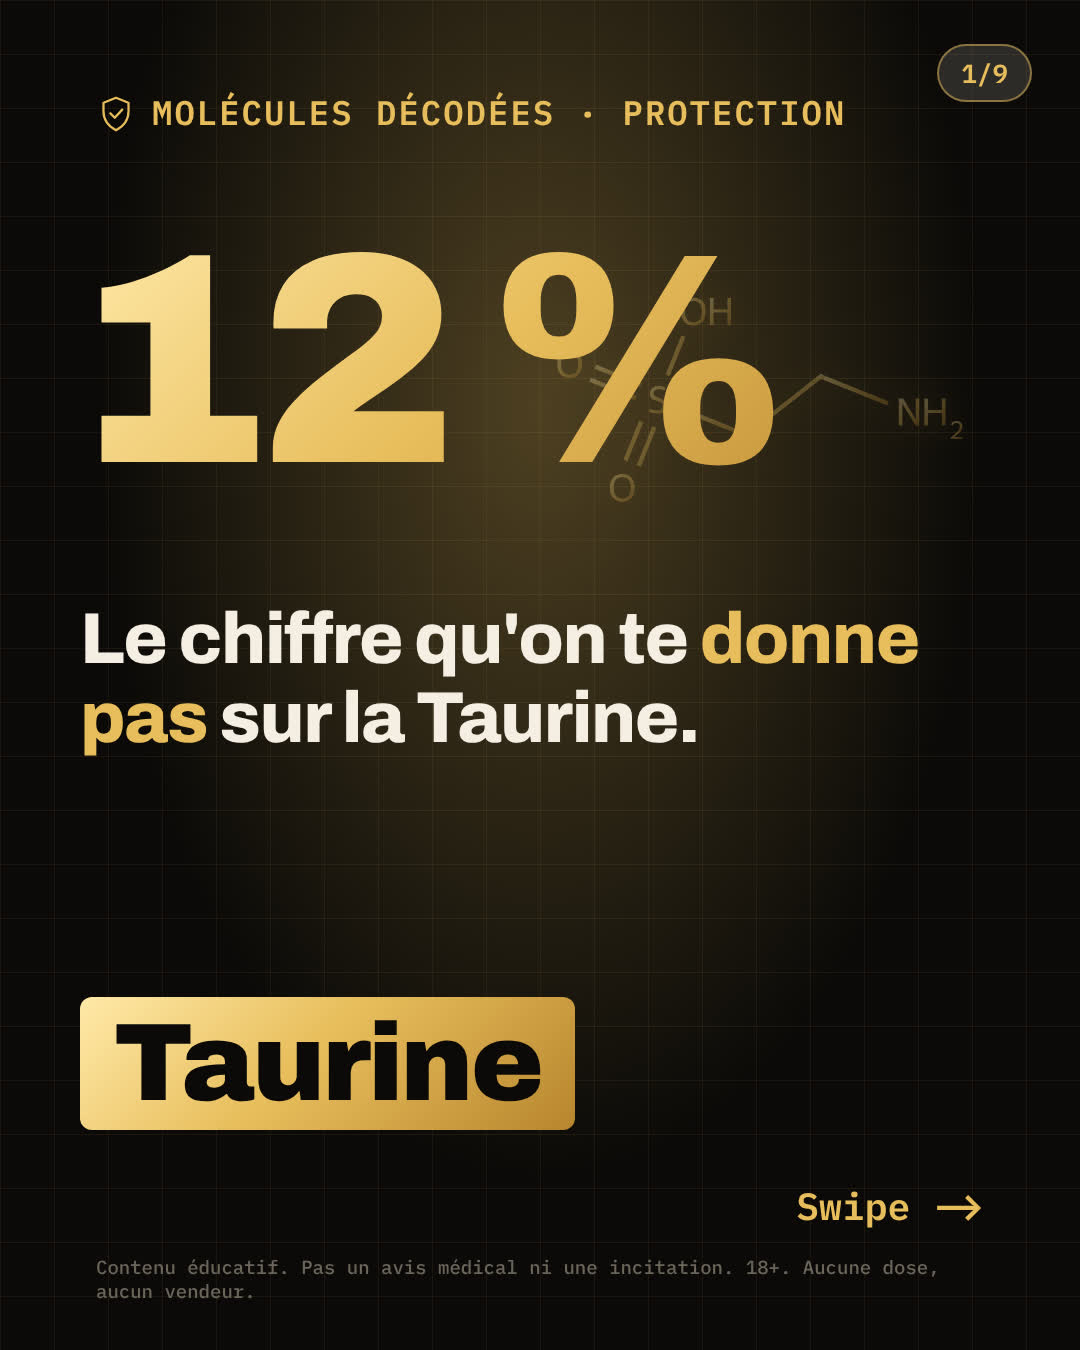 1/9
MOLÉCULES DÉCODÉES · PROTECTION
12 %
OH
O
S
NH₂
O
Le chiffre qu'on te donne
pas sur la Taurine.
Taurine
Swipe →
Contenu éducatif. Pas un avis médical ni une incitation. 18+. Aucune dose,
aucun vendeur.